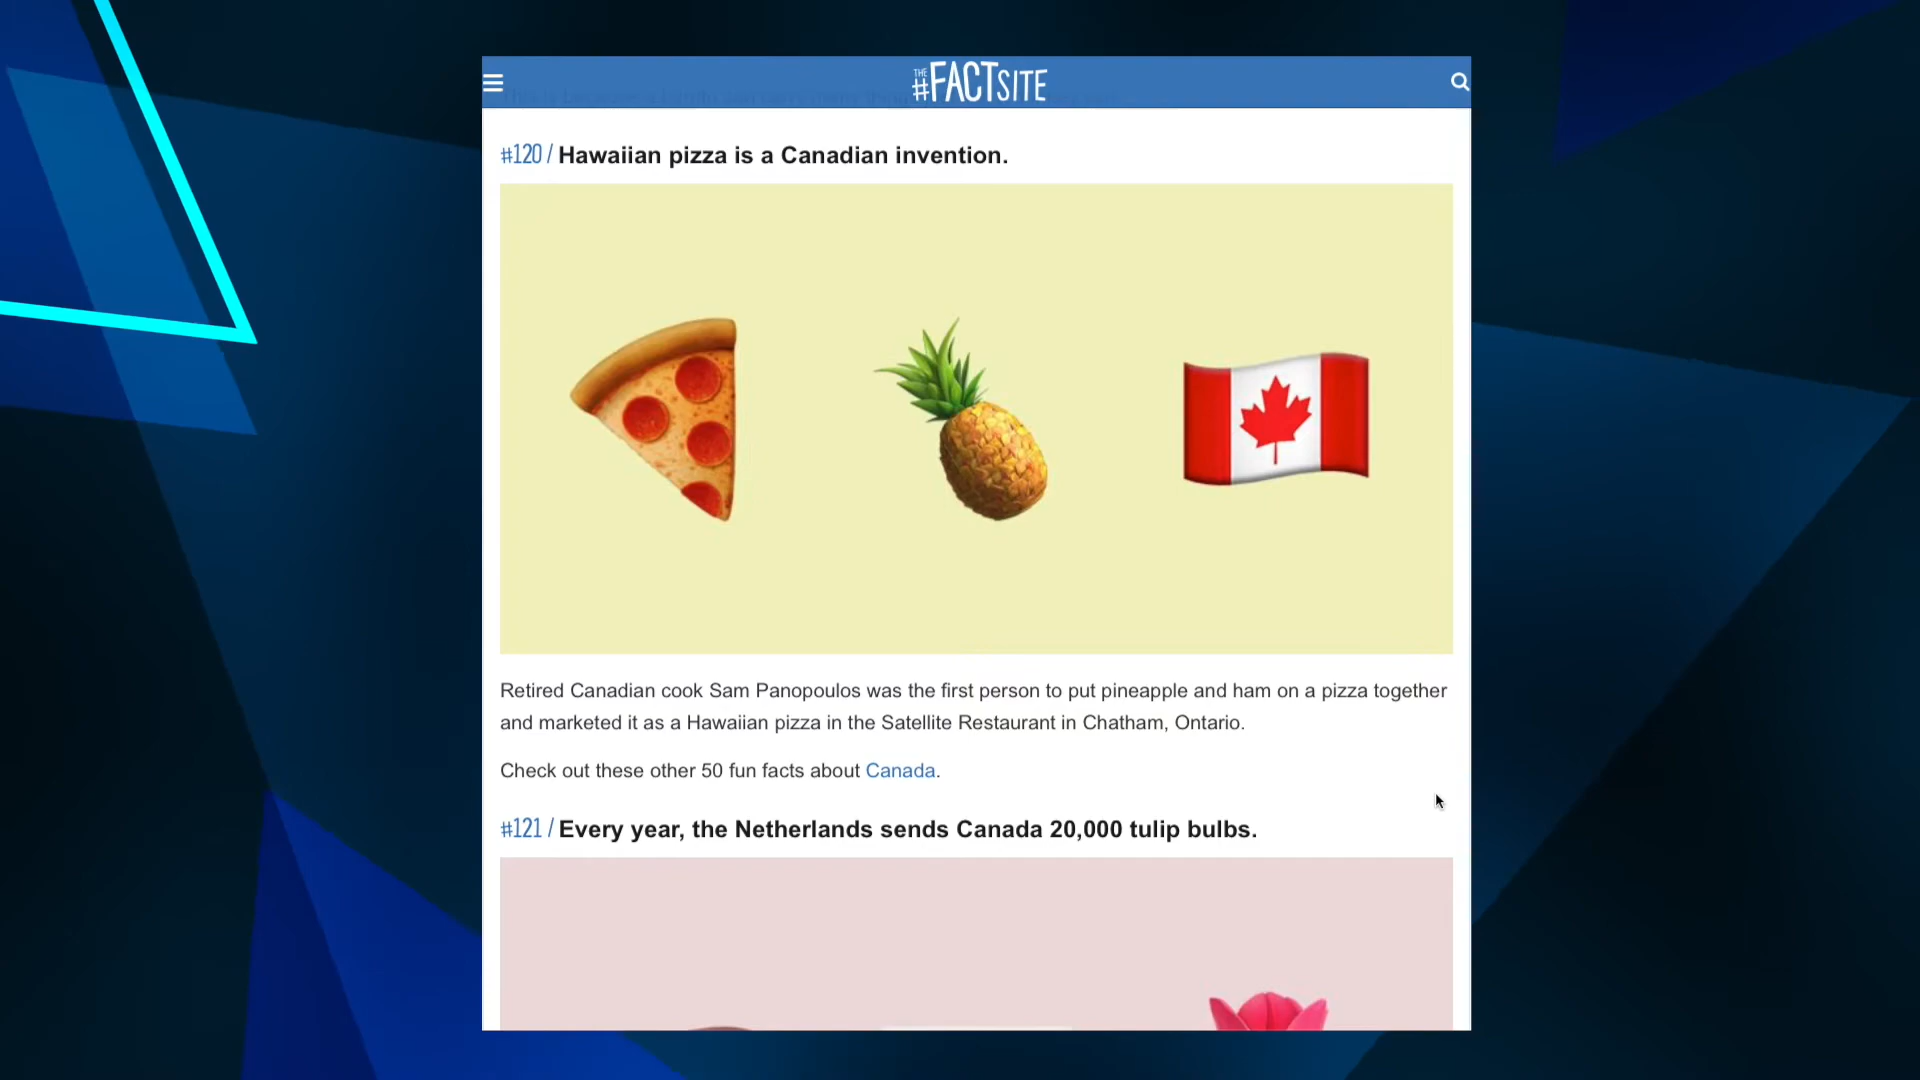 THE #FACTSITE
#120 / Hawaiian pizza is a Canadian invention.
Retired Canadian cook Sam Panopoulos was the first person to put pineapple and ham on a pizza together
and marketed it as a Hawaiian pizza in the Satellite Restaurant in Chatham, Ontario.
Check out these other 50 fun facts about Canada.
#121 / Every year, the Netherlands sends Canada 20,000 tulip bulbs.